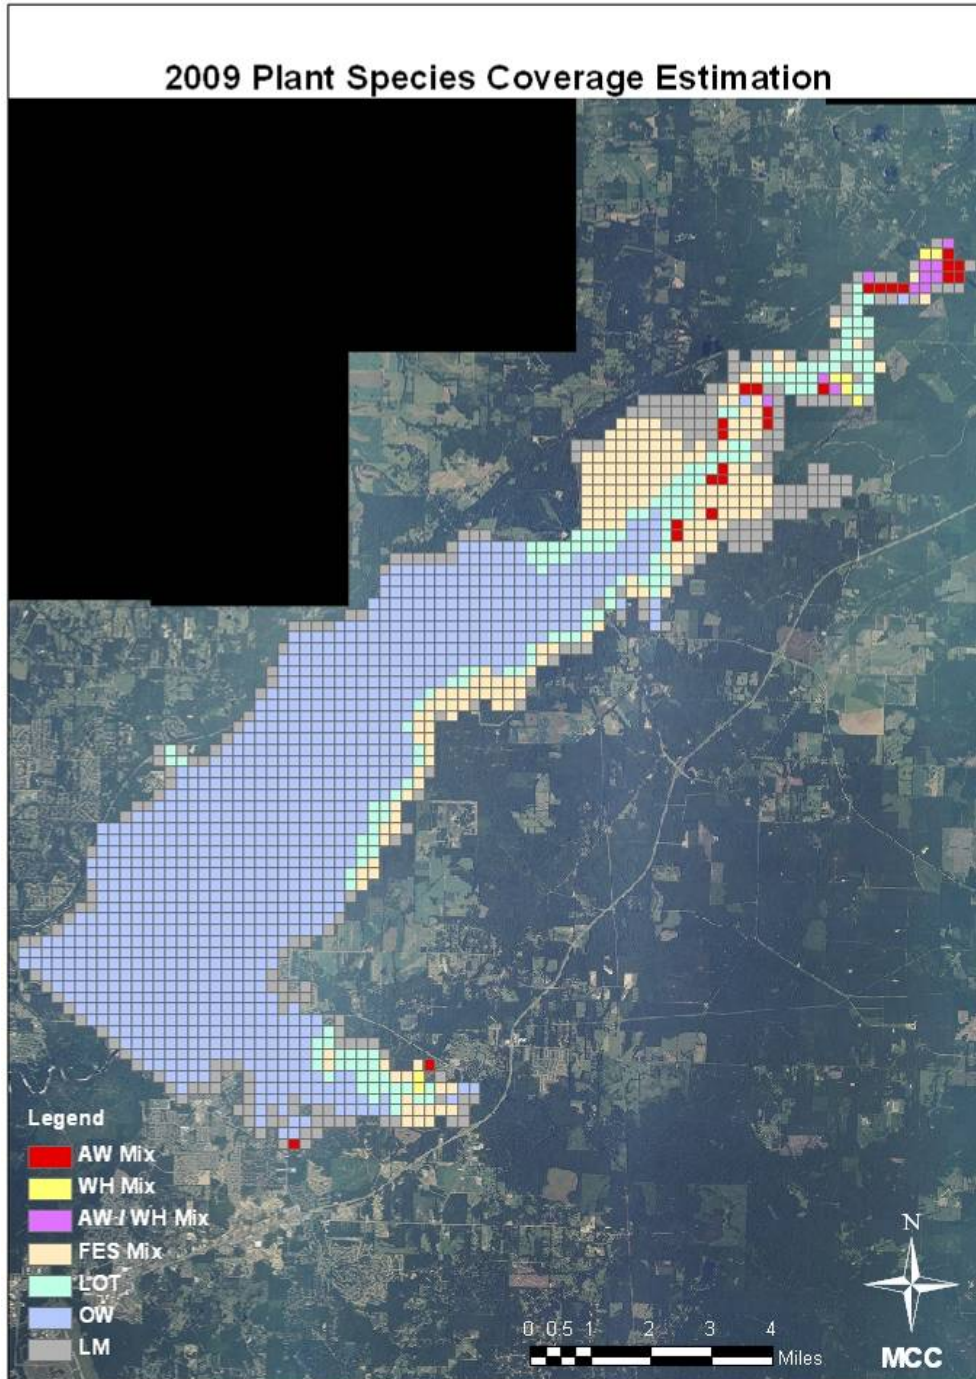 2009 Plant Species Coverage Estimation
Legend
AW Mix
WH Mix
AW / WH Mix
FES Mix
LOT
OW
LM
N
0 0.5 1 2 3 4
Miles
MCC